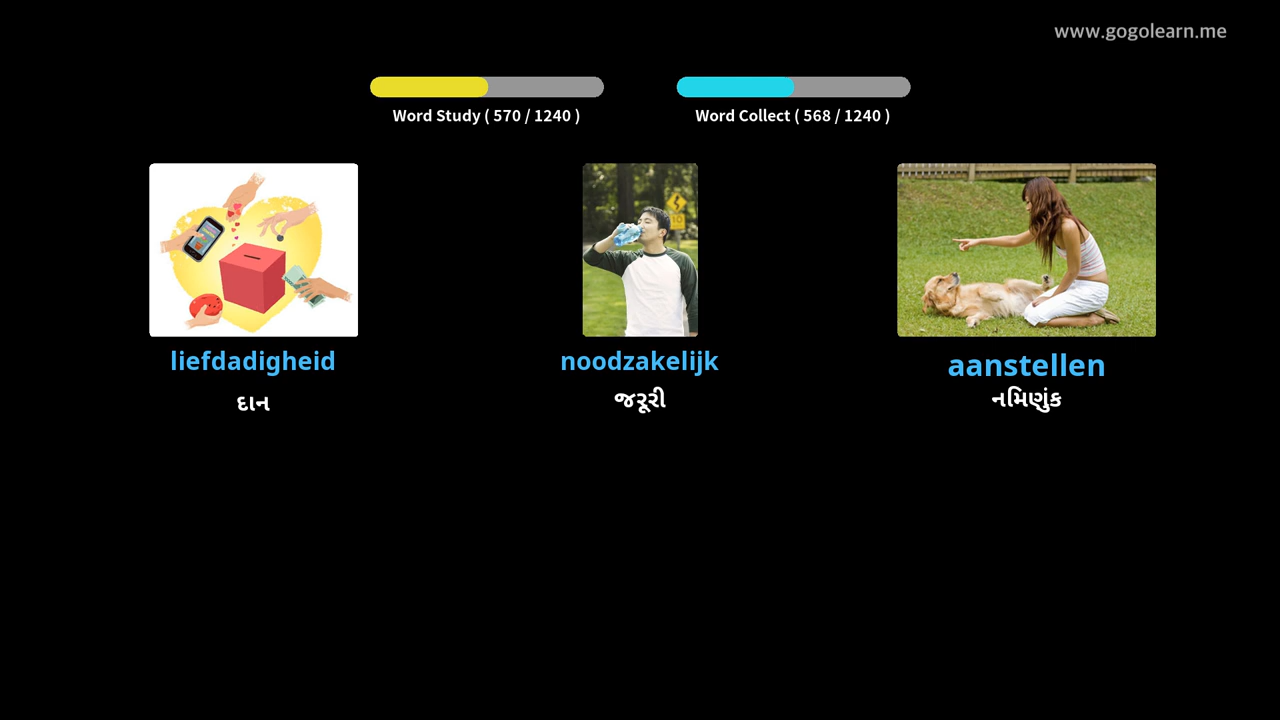 www.gogolearn.me
Word Study ( 570 / 1240 )
Word Collect ( 568 / 1240 )
liefdadigheid
noodzakelijk
aanstellen
દાન
જરૂરી
નમિણુંક